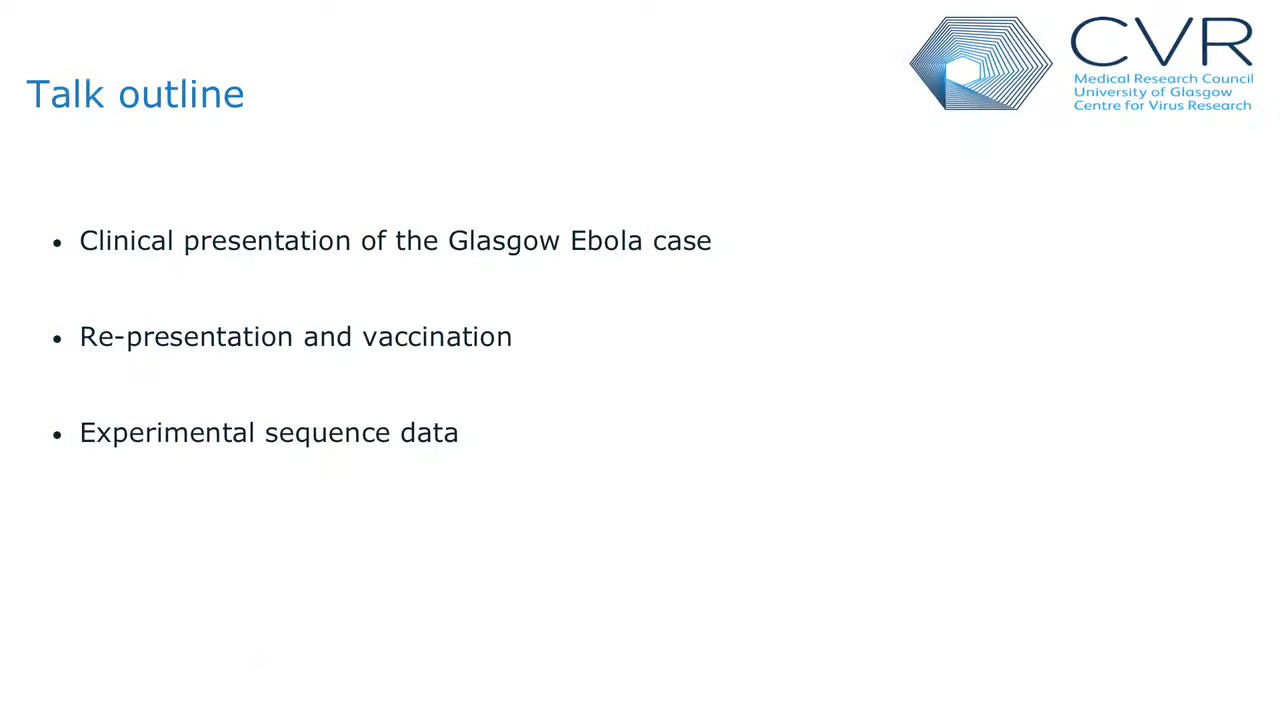 Talk outline
CVR
Medical Research Council
University of Glasgow
Centre for Virus Research
• Clinical presentation of the Glasgow Ebola case
• Re-presentation and vaccination
• Experimental sequence data